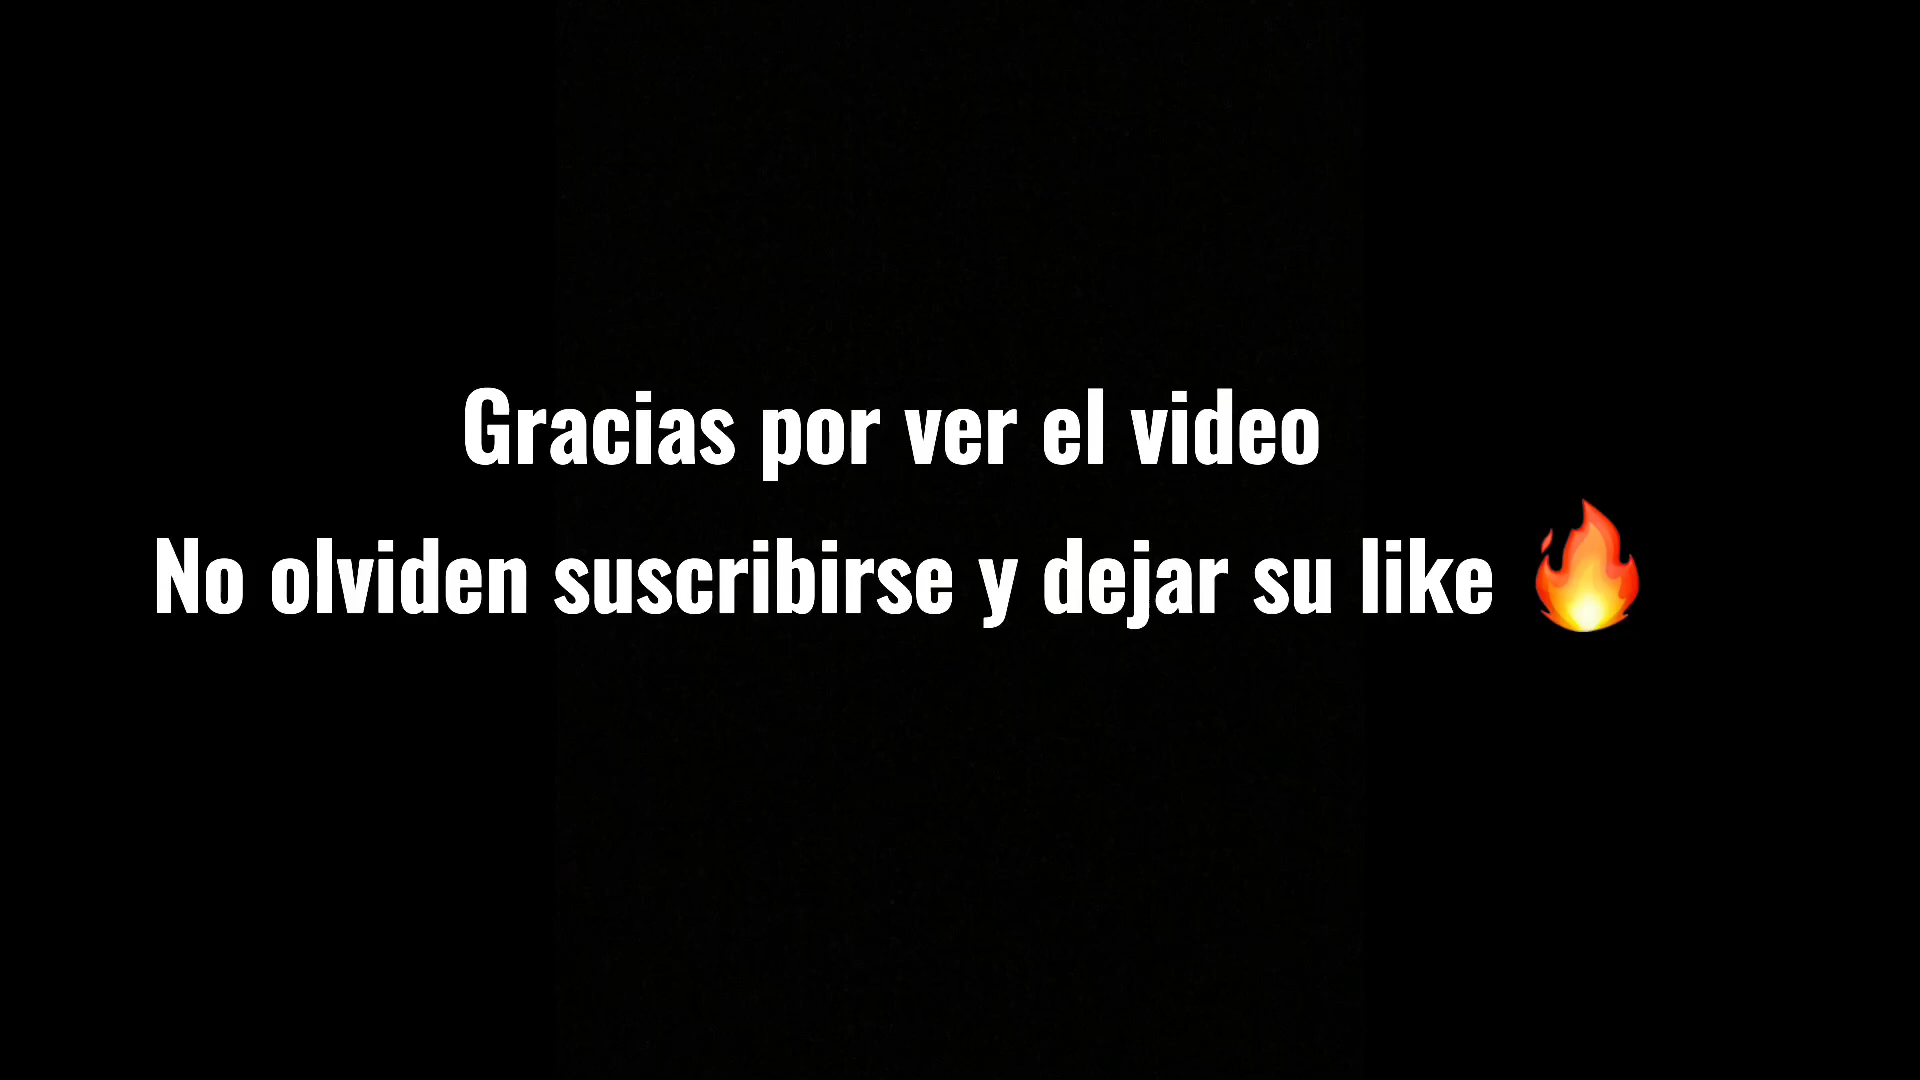 Gracias por ver el video
No olviden suscribirse y dejar su like 🔥